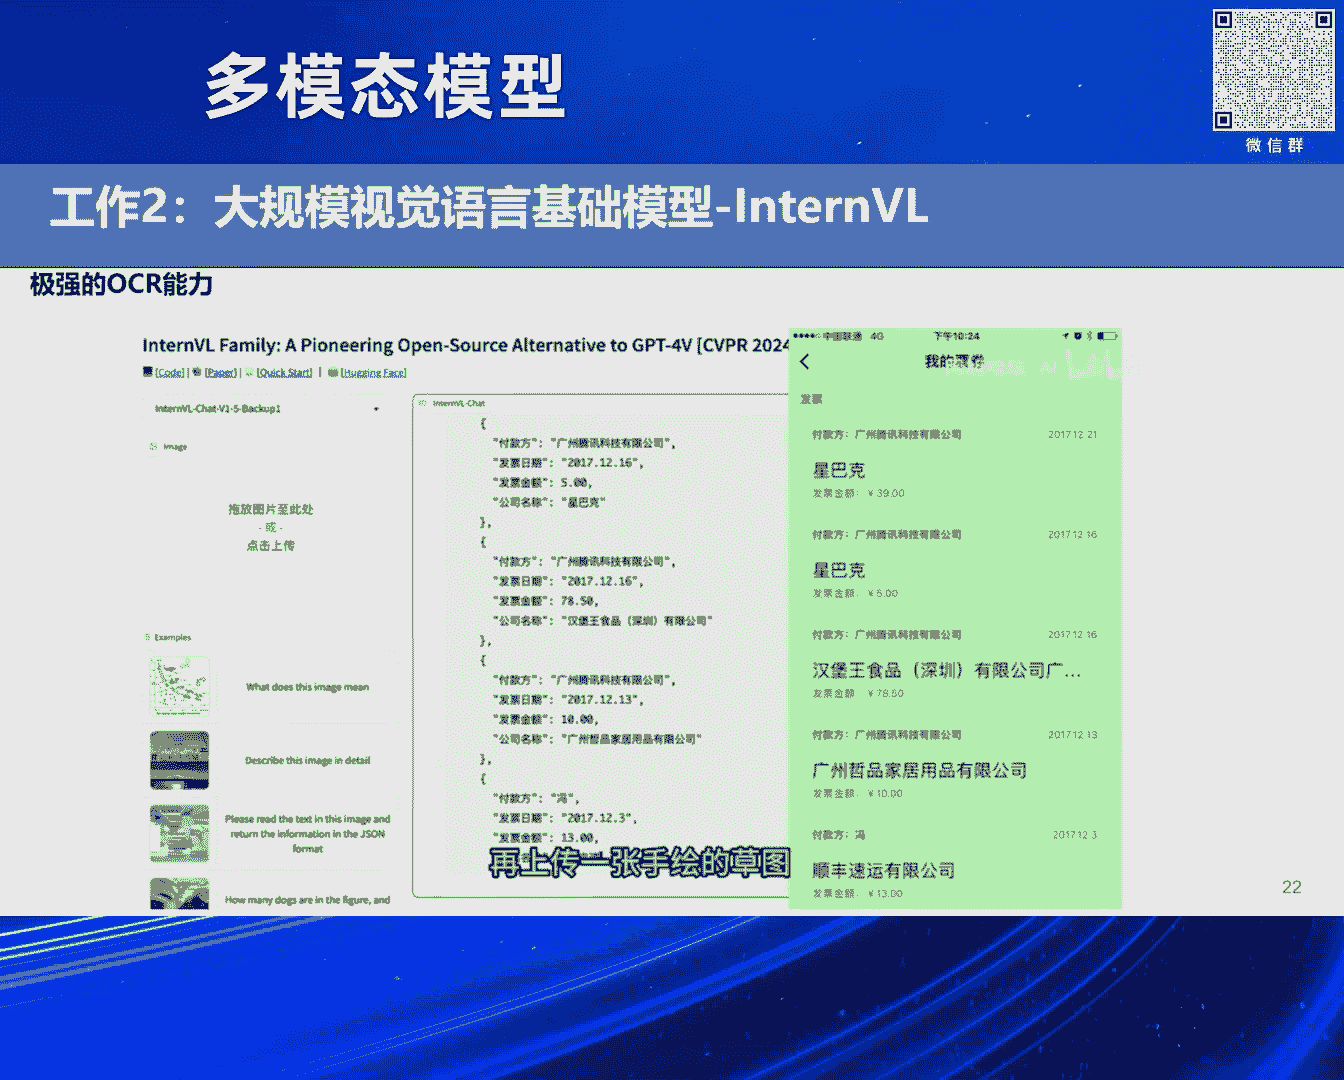 多模态模型
微信群
工作2：大规模视觉语言基础模型-InternVL
极强的OCR能力
InternVL Family: A Pioneering Open-Source Alternative to GPT-4V [CVPR 2024
[Code] | [Paper] | [Quick Start] | [Hugging Face]
InternVL-Chat-V1-5-Backup1
Image
拖放图片至此处
- 或 -
点击上传
Examples
What does this image mean
Describe this image in detail
Please read the text in this image and
return the information in the JSON
format
How many dogs are in the figure, and
InternVL-Chat
{
"付款方": "广州腾讯科技有限公司",
"发票日期": "2017.12.16",
"发票金额": 5.00,
"公司名称": "星巴克"
},
{
"付款方": "广州腾讯科技有限公司",
"发票日期": "2017.12.16",
"发票金额": 78.50,
"公司名称": "汉堡王食品（深圳）有限公司"
},
{
"付款方": "广州腾讯科技有限公司",
"发票日期": "2017.12.13",
"发票金额": 10.00,
"公司名称": "广州哲品家居用品有限公司"
},
{
"付款方": "冯",
"发票日期": "2017.12.3",
"发票金额": 13.00,
再上传一张手绘的草图
中国联通 4G 下午10:24
我的票券
发票
付款方：广州腾讯科技有限公司 2017.12.21
星巴克
发票金额：￥39.00
付款方：广州腾讯科技有限公司 2017.12.16
星巴克
发票金额：￥5.00
付款方：广州腾讯科技有限公司 2017.12.16
汉堡王食品（深圳）有限公司广...
发票金额：￥78.50
付款方：广州腾讯科技有限公司 2017.12.13
广州哲品家居用品有限公司
发票金额：￥10.00
付款方：冯 2017.12.3
顺丰速运有限公司
发票金额：￥13.00
22